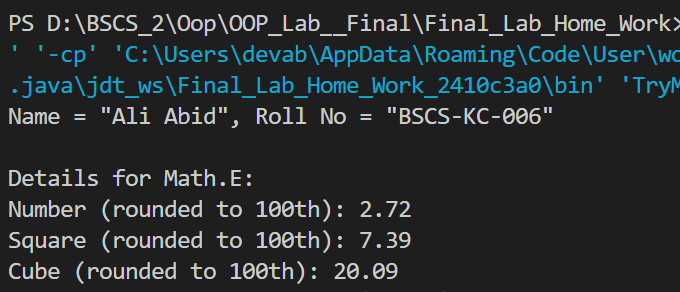 PS D:\BSCS_2\Oop\OOP_Lab__Final\Final_Lab_Home_Work>
' '-cp' 'C:\Users\devab\AppData\Roaming\Code\User\wo
.java\jdt_ws\Final_Lab_Home_Work_2410c3a0\bin' 'TryM
Name = "Ali Abid", Roll No = "BSCS-KC-006"
Details for Math.E:
Number (rounded to 100th): 2.72
Square (rounded to 100th): 7.39
Cube (rounded to 100th): 20.09